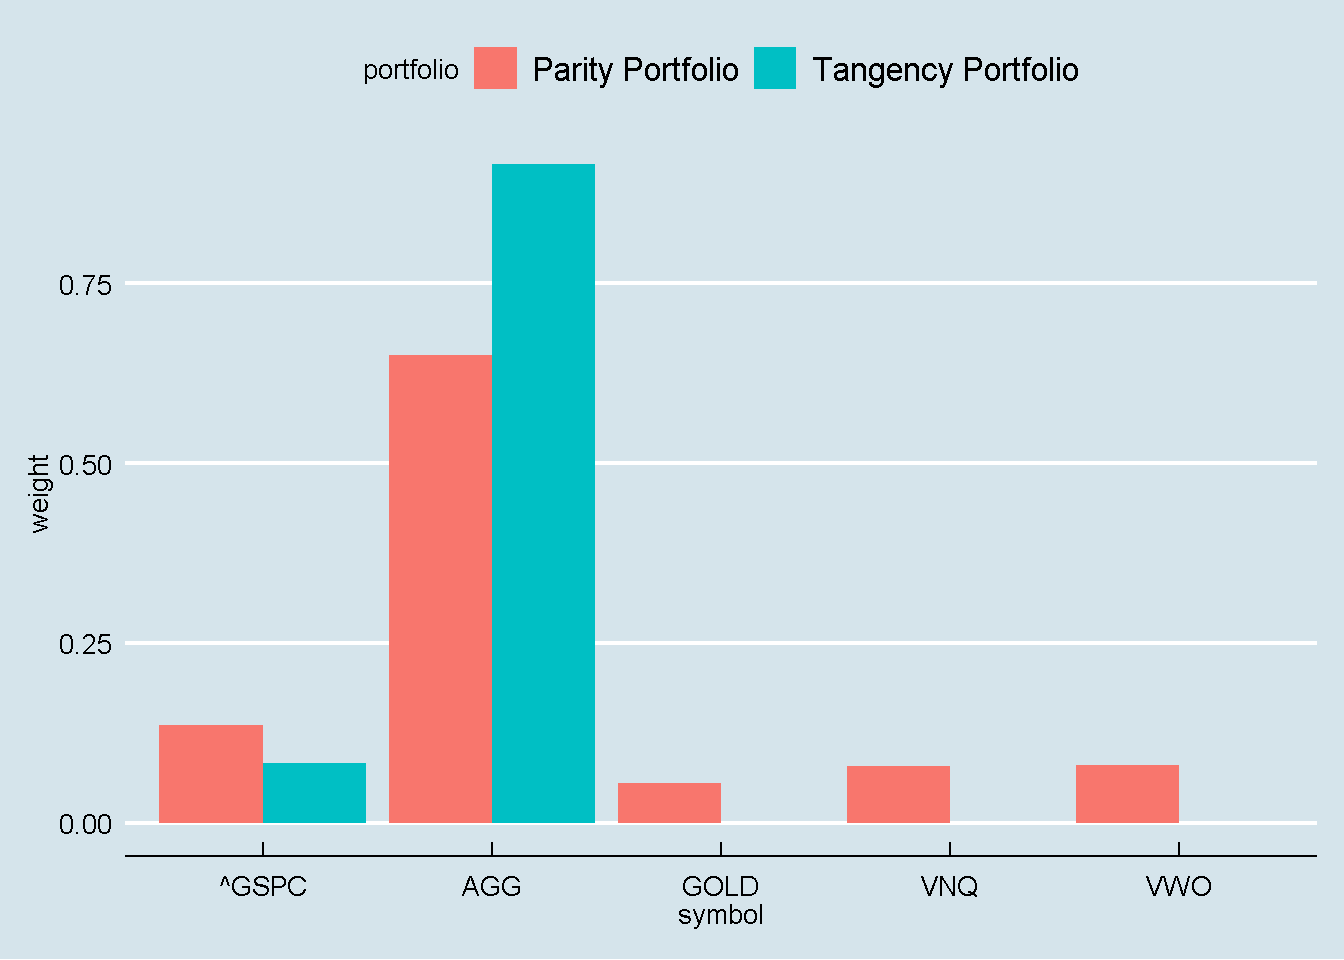 portfolio Parity Portfolio Tangency Portfolio
weight
0.75
0.50
0.25
0.00
^GSPC AGG GOLD VNQ VWO
symbol